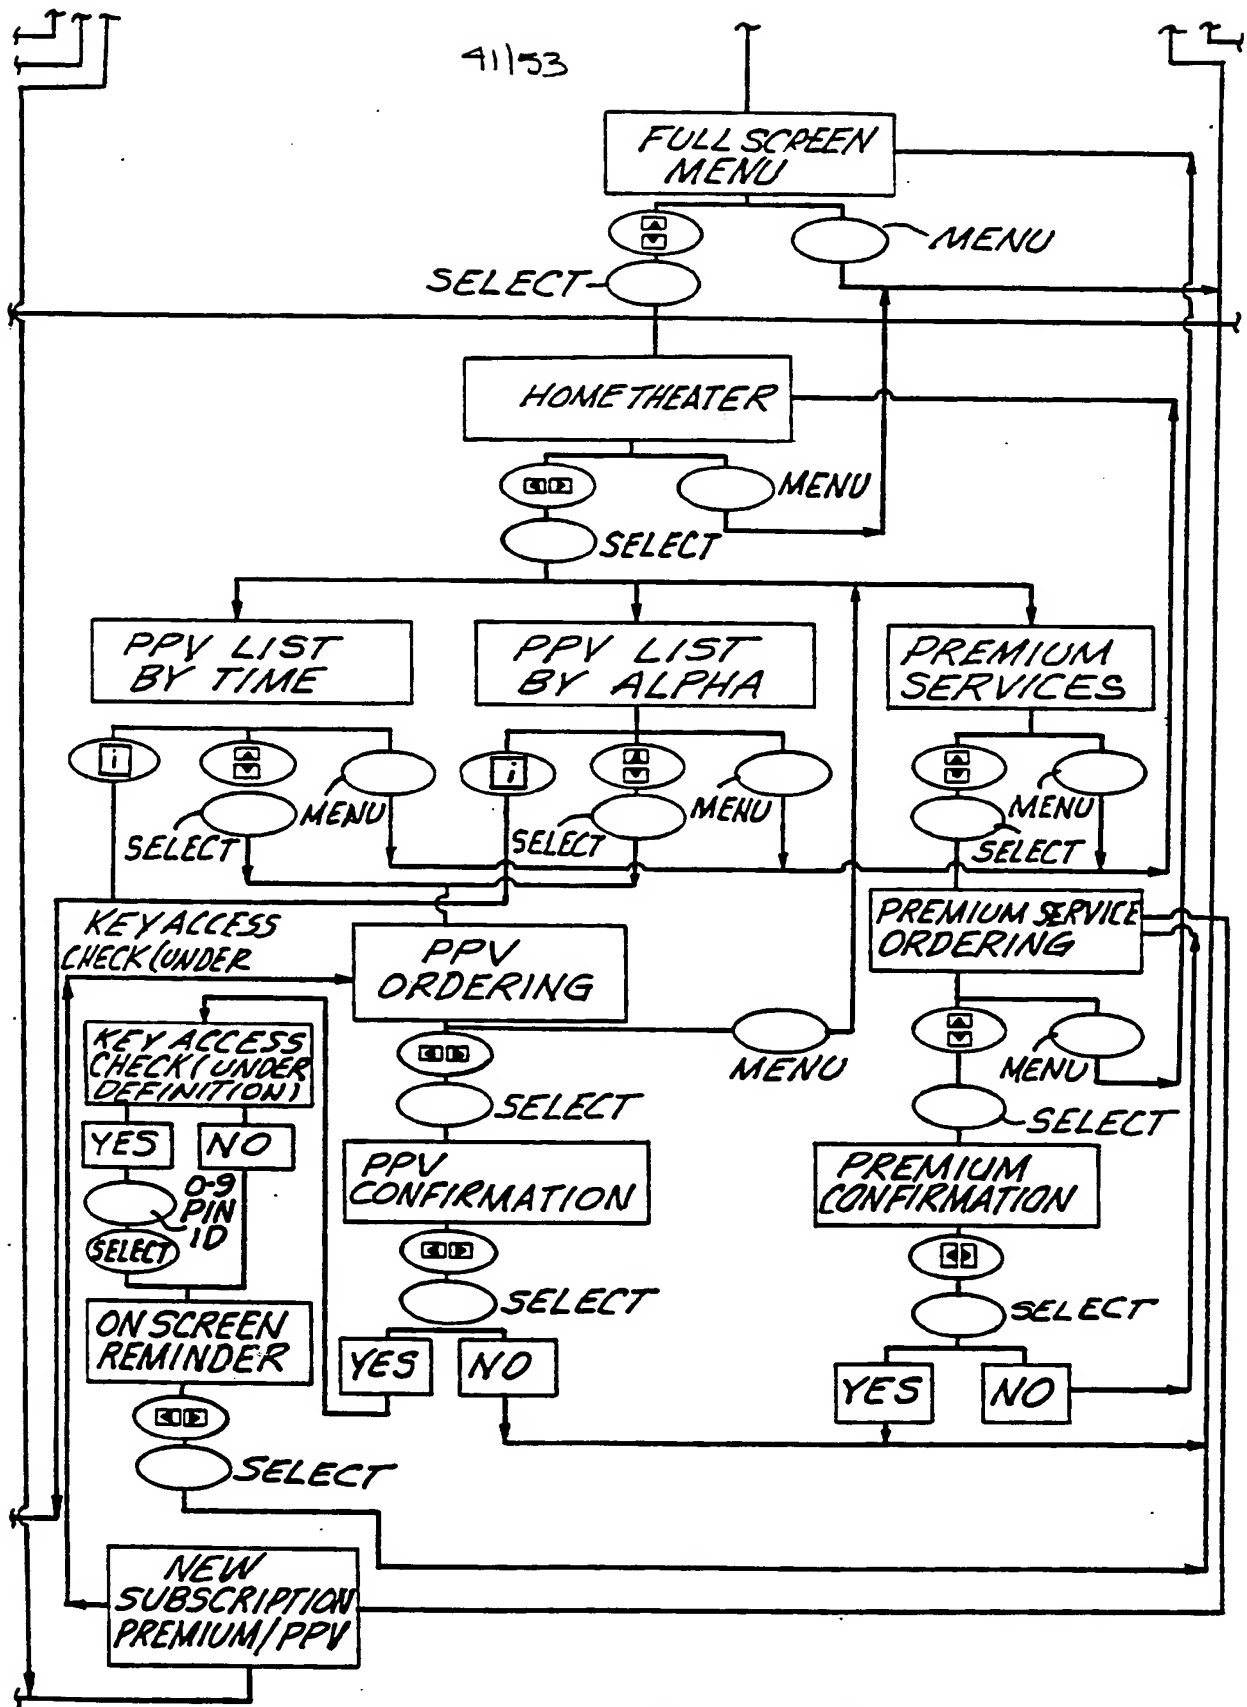 41/53
FULL SCREEN
MENU
MENU
SELECT
HOME THEATER
MENU
SELECT
PPV LIST
BY TIME
PPV LIST
BY ALPHA
PREMIUM
SERVICES
i
MENU
SELECT
i
MENU
SELECT
MENU
SELECT
KEY ACCESS
CHECK (UNDER
PPV
ORDERING
PREMIUM SERVICE
ORDERING
KEY ACCESS
CHECK (UNDER
DEFINITION)
MENU
MENU
SELECT
SELECT
YES
NO
0-9
PIN
ID
SELECT
PPV
CONFIRMATION
PREMIUM
CONFIRMATION
SELECT
SELECT
ON SCREEN
REMINDER
YES
NO
YES
NO
SELECT
NEW
SUBSCRIPTION
PREMIUM/PPV